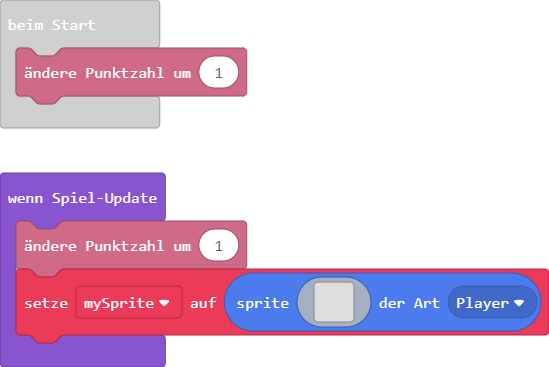 beim Start
ändere Punktzahl um 1
wenn Spiel-Update
ändere Punktzahl um 1
setze mySprite auf sprite der Art Player